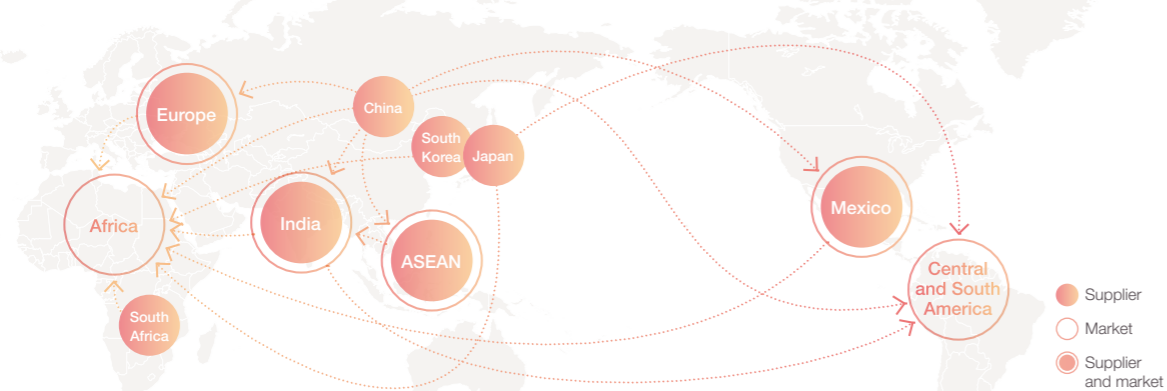 Europe
China
South
Korea
Japan
Africa
India
ASEAN
Mexico
Central
and South
America
South
Africa
Supplier
Market
Supplier
and market